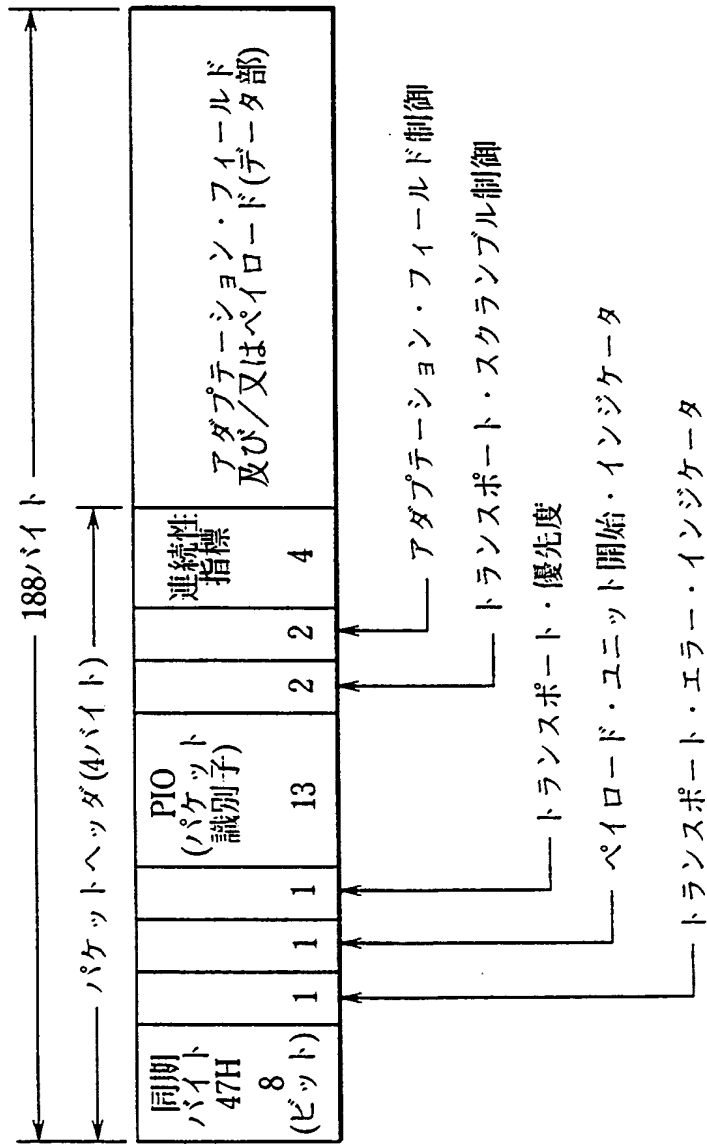 188バイト
パケットヘッダ(4バイト)
同期
バイト
47H
8
(ビット)
1
1
1
PIO
(パケット
識別子)
13
2
2
連続性
指標
4
アダプテーション・フィールド
及び/又はペイロード(データ部)
アダプテーション・フィールド制御
トランスポート・スクランブル制御
トランスポート・優先度
ペイロード・ユニット開始・インジケータ
トランスポート・エラー・インジケータ